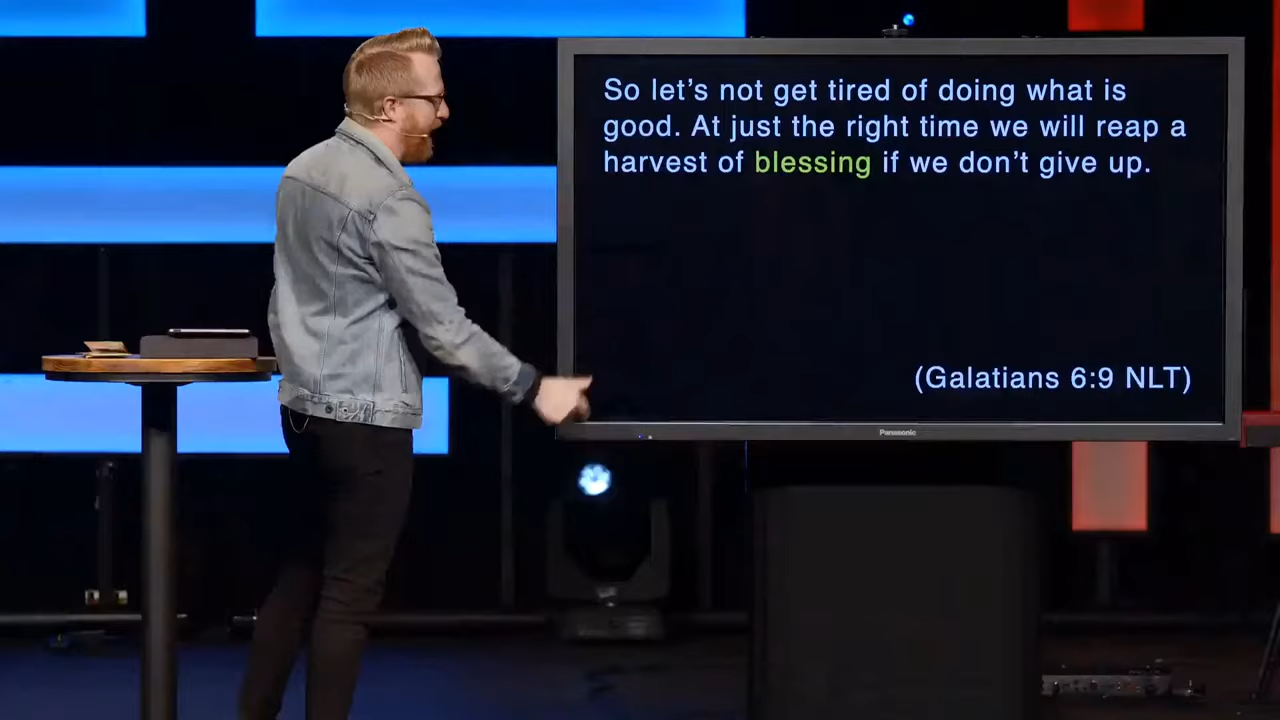 So let’s not get tired of doing what is
good. At just the right time we will reap a
harvest of blessing if we don’t give up.
(Galatians 6:9 NLT)
Panasonic